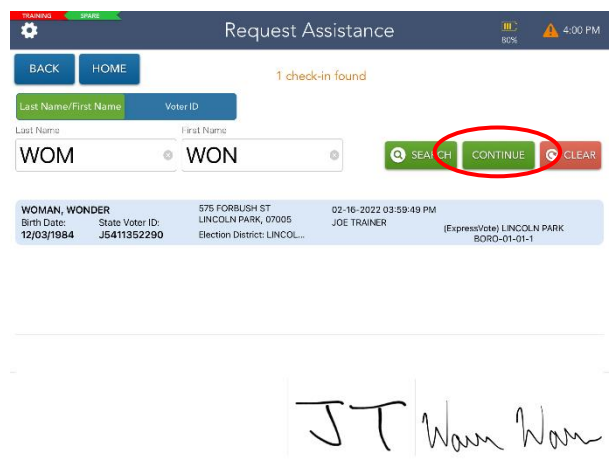 TRAINING SPARE
Request Assistance
80%
4:00 PM
BACK HOME
1 check-in found
Last Name/First Name Voter ID
Last Name First Name
WOM WON SEARCH CONTINUE CLEAR
WOMAN, WONDER 575 FORBUSH ST 02-16-2022 03:59:49 PM
LINCOLN PARK, 07005 JOE TRAINER
Birth Date: State Voter ID: (ExpressVote) LINCOLN PARK
12/03/1984 J5411352290 Election District: LINCOL... BORO-01-01-1
JT